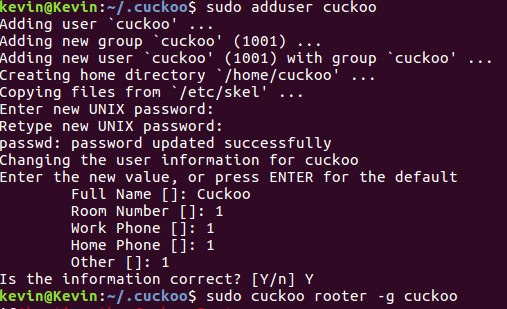 kevin@Kevin:~/.cuckoo$ sudo adduser cuckoo
Adding user `cuckoo' ...
Adding new group `cuckoo' (1001) ...
Adding new user `cuckoo' (1001) with group `cuckoo' ...
Creating home directory `/home/cuckoo' ...
Copying files from `/etc/skel' ...
Enter new UNIX password:
Retype new UNIX password:
passwd: password updated successfully
Changing the user information for cuckoo
Enter the new value, or press ENTER for the default
Full Name []: Cuckoo
Room Number []: 1
Work Phone []: 1
Home Phone []: 1
Other []: 1
Is the information correct? [Y/n] Y
kevin@Kevin:~/.cuckoo$ sudo cuckoo rooter -g cuckoo